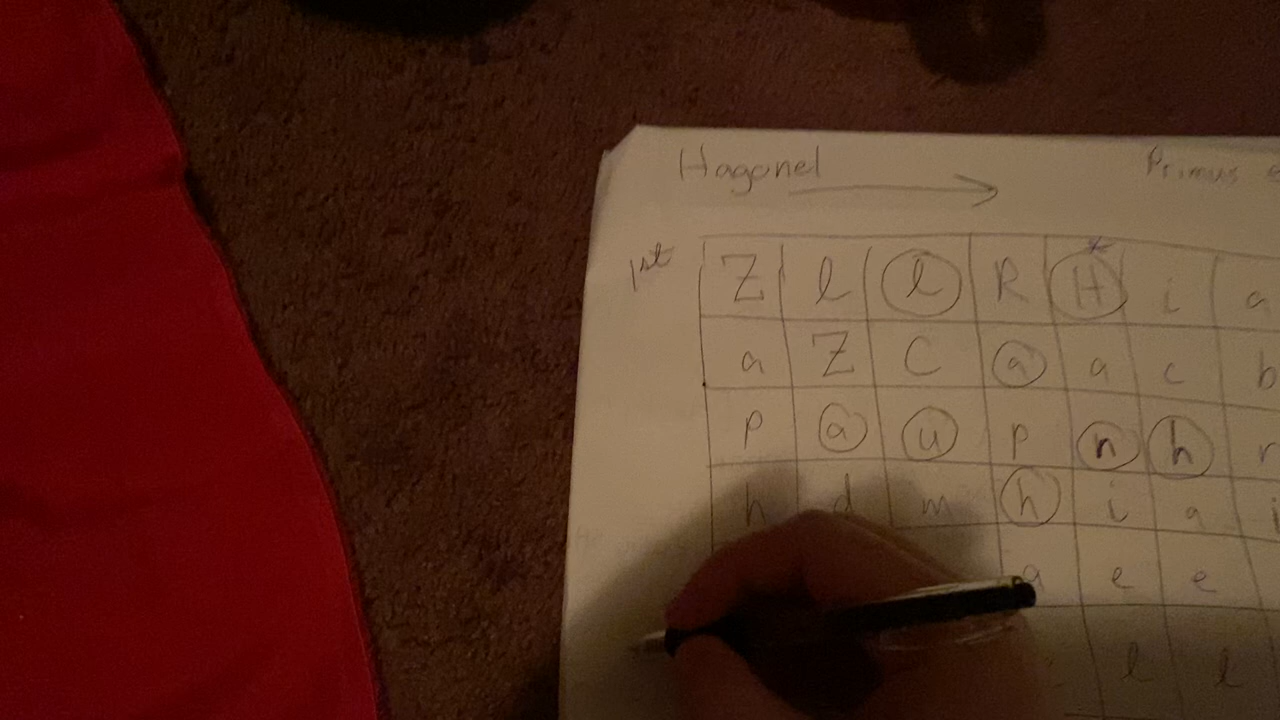 Hagonel Primus
1st Z l l R H i a
a Z C a a c b
p a u p n h r
h d m h i a i
a e e
l l